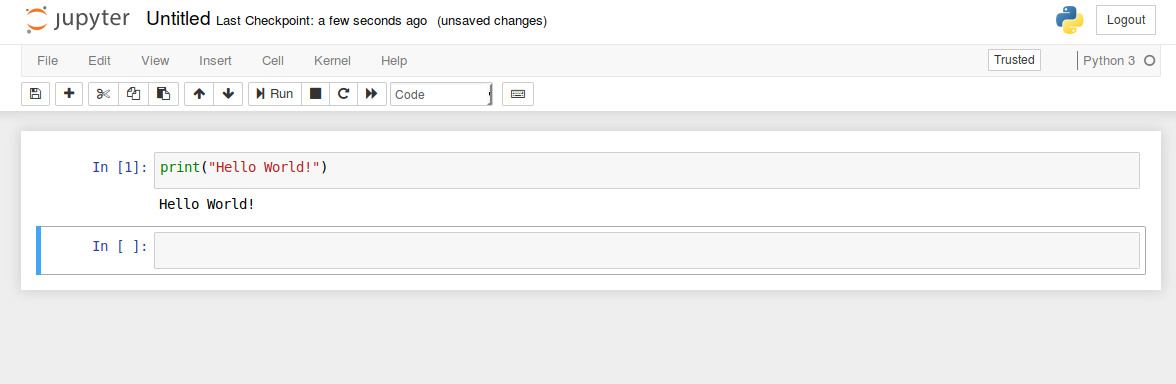 jupyter Untitled Last Checkpoint: a few seconds ago (unsaved changes) Logout
File Edit View Insert Cell Kernel Help Trusted Python 3
Run Code
In [1]: print("Hello World!")
Hello World!
In [ ]: